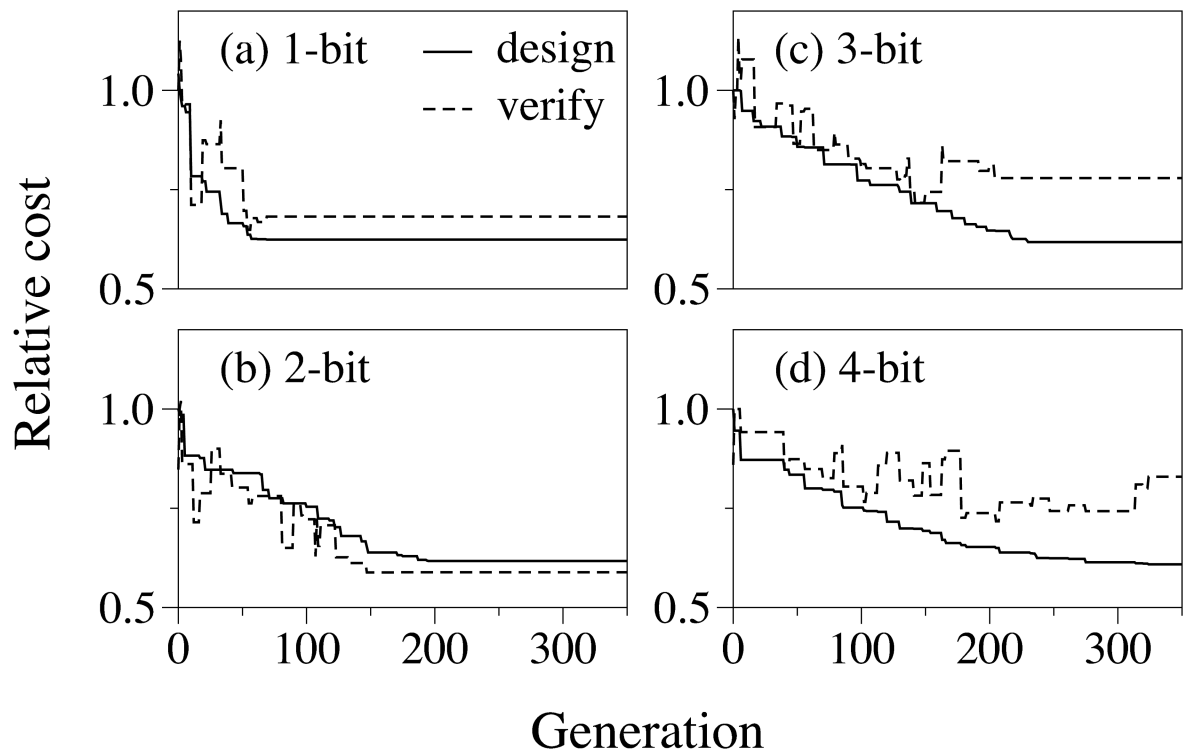 Relative cost
(a) 1-bit
design
verify
1.0
0.5
(c) 3-bit
1.0
0.5
(b) 2-bit
1.0
0.5
0 100 200 300
(d) 4-bit
1.0
0.5
0 100 200 300
Generation